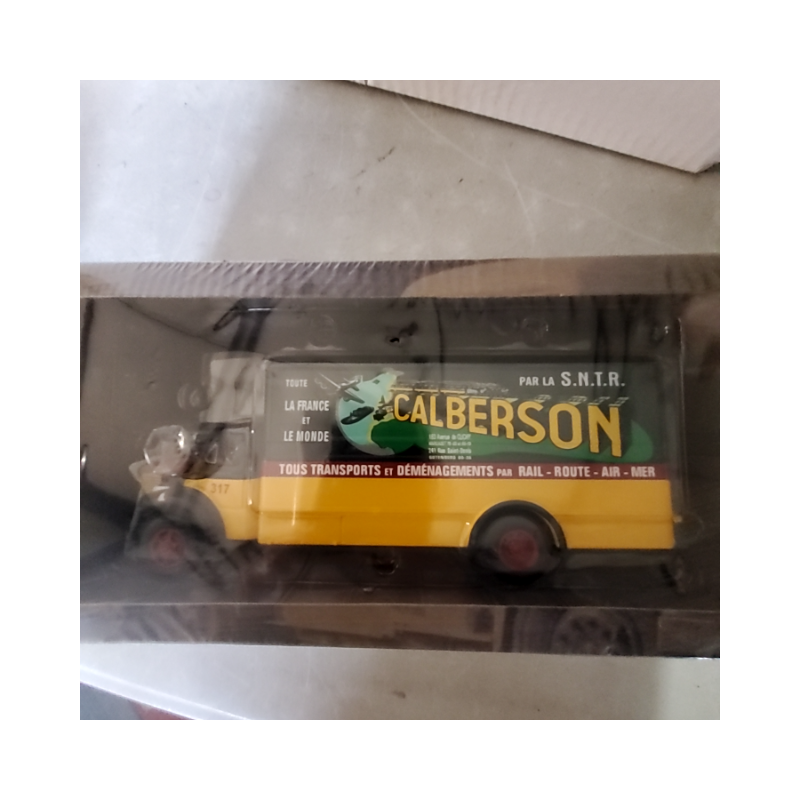 TOUTE
LA FRANCE
ET
LE MONDE
PAR LA S.N.T.R.
CALBERSON
TOUS TRANSPORTS ET DÉMÉNAGEMENTS PAR RAIL - ROUTE - AIR - MER
317